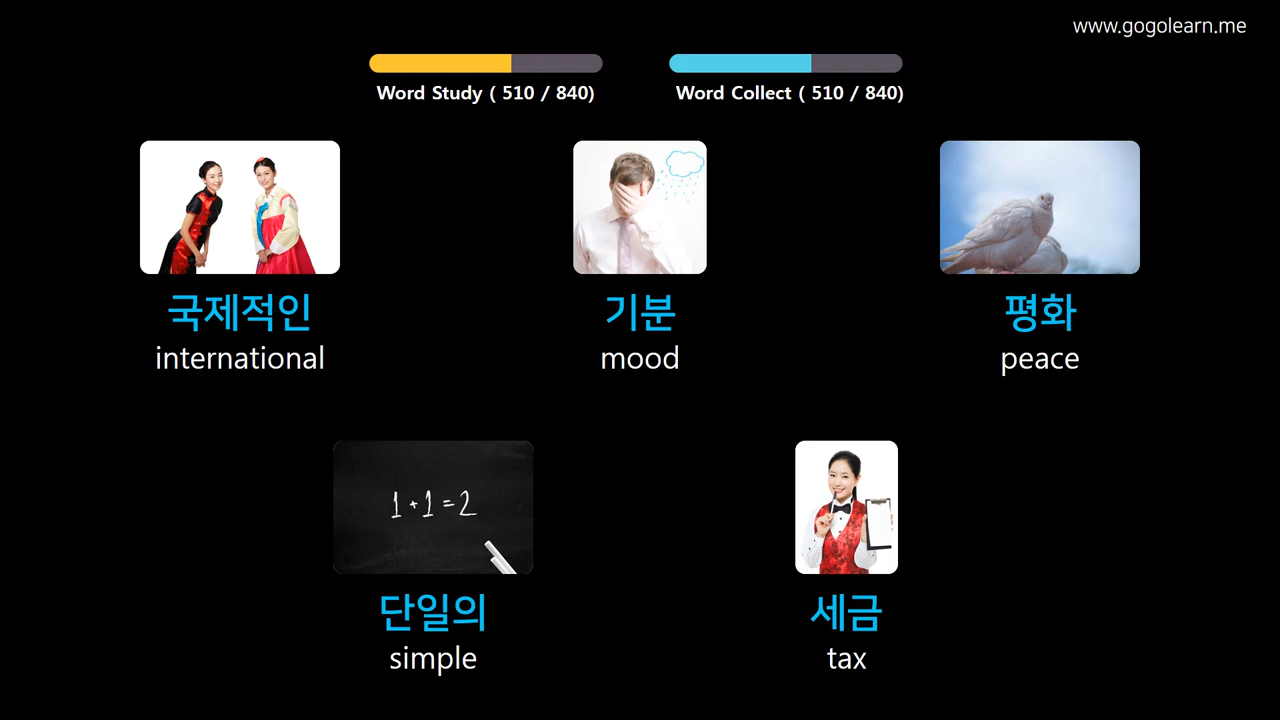 www.gogolearn.me
Word Study ( 510 / 840)
Word Collect ( 510 / 840)
국제적인
international
기분
mood
평화
peace
1+1=2
단일의
simple
세금
tax